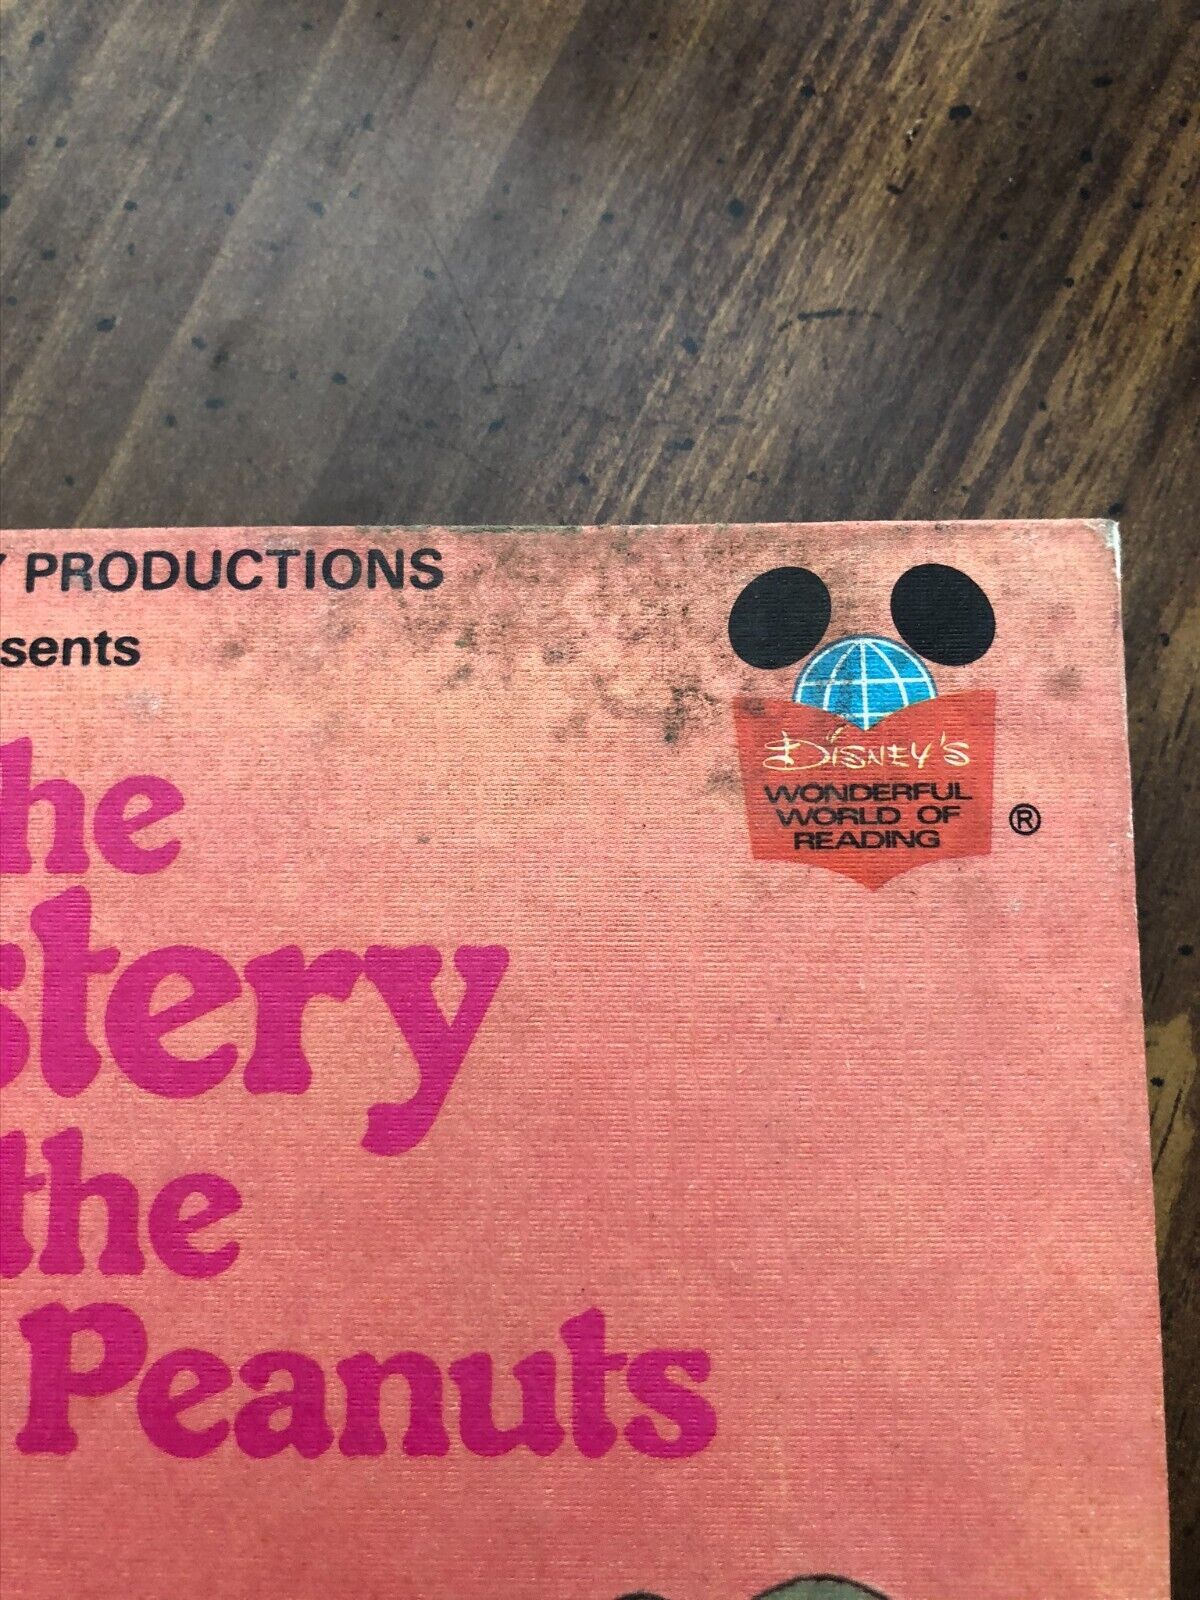 Y PRODUCTIONS
sents
he
stery
the
Peanuts
DISNEY'S
WONDERFUL
WORLD OF
READING
®